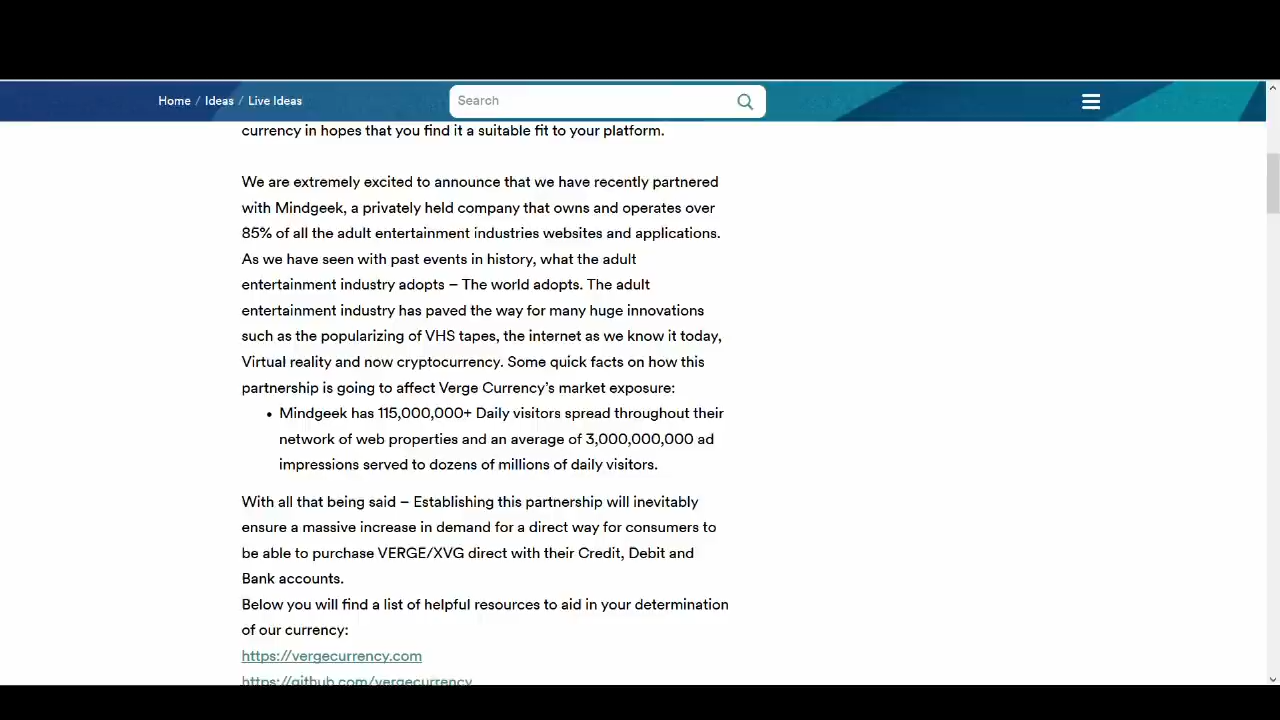 Home / Ideas / Live Ideas
Search
currency in hopes that you find it a suitable fit to your platform.
We are extremely excited to announce that we have recently partnered
with Mindgeek, a privately held company that owns and operates over
85% of all the adult entertainment industries websites and applications.
As we have seen with past events in history, what the adult
entertainment industry adopts – The world adopts. The adult
entertainment industry has paved the way for many huge innovations
such as the popularizing of VHS tapes, the internet as we know it today,
Virtual reality and now cryptocurrency. Some quick facts on how this
partnership is going to affect Verge Currency’s market exposure:
• Mindgeek has 115,000,000+ Daily visitors spread throughout their
network of web properties and an average of 3,000,000,000 ad
impressions served to dozens of millions of daily visitors.
With all that being said – Establishing this partnership will inevitably
ensure a massive increase in demand for a direct way for consumers to
be able to purchase VERGE/XVG direct with their Credit, Debit and
Bank accounts.
Below you will find a list of helpful resources to aid in your determination
of our currency:
https://vergecurrency.com
https://github.com/vergecurrency